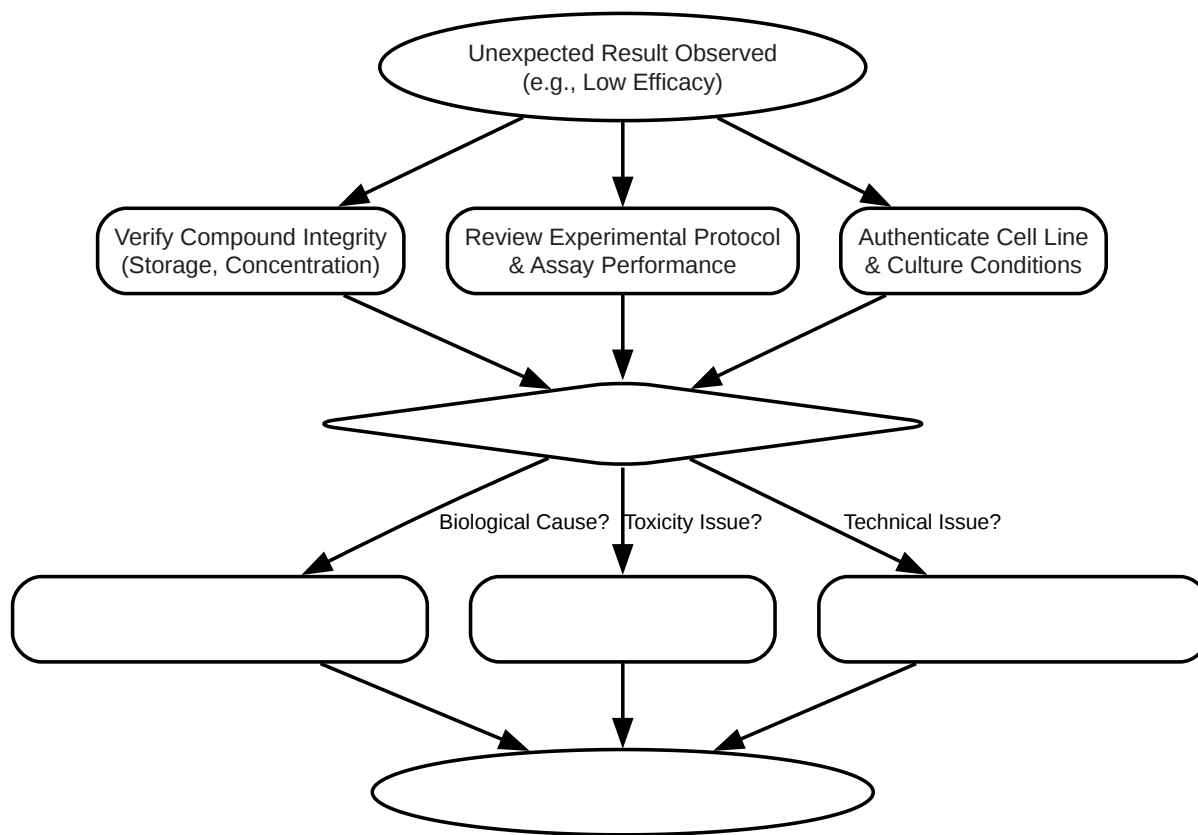 Unexpected Result Observed
(e.g., Low Efficacy)
Verify Compound Integrity
(Storage, Concentration)
Review Experimental Protocol
& Assay Performance
Authenticate Cell Line
& Culture Conditions
Biological Cause?
Toxicity Issue?
Technical Issue?